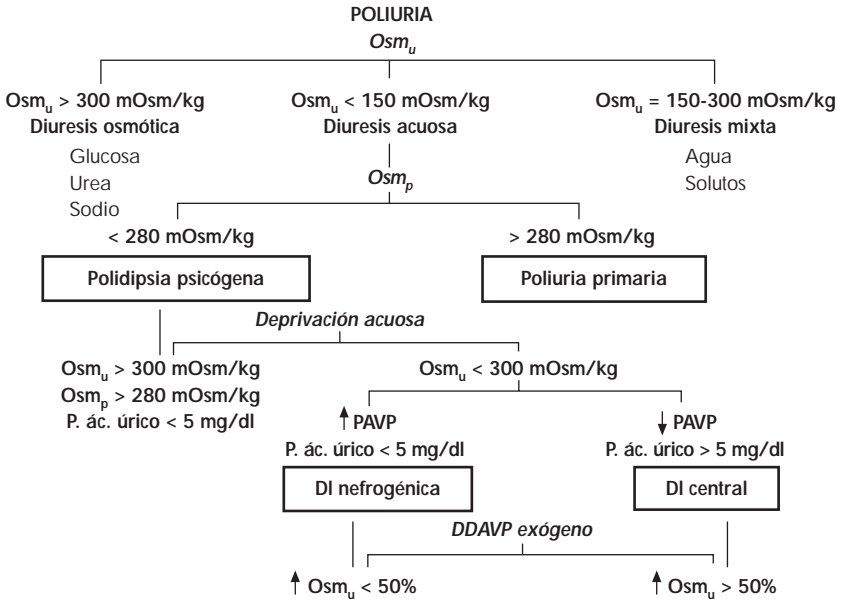 POLIURIA
Osmu
Osmu > 300 mOsm/kg
Diuresis osmótica
Glucosa
Urea
Sodio
Osmu < 150 mOsm/kg
Diuresis acuosa
Osmu = 150-300 mOsm/kg
Diuresis mixta
Agua
Solutos
Osmp
< 280 mOsm/kg
Polidipsia psicógena
> 280 mOsm/kg
Poliuria primaria
Deprivación acuosa
Osmu > 300 mOsm/kg
Osmp > 280 mOsm/kg
P. ác. úrico < 5 mg/dl
Osmu < 300 mOsm/kg
↑ PAVP
P. ác. úrico < 5 mg/dl
DI nefrogénica
↓ PAVP
P. ác. úrico > 5 mg/dl
DI central
DDAVP exógeno
↑ Osmu < 50%
↑ Osmu > 50%